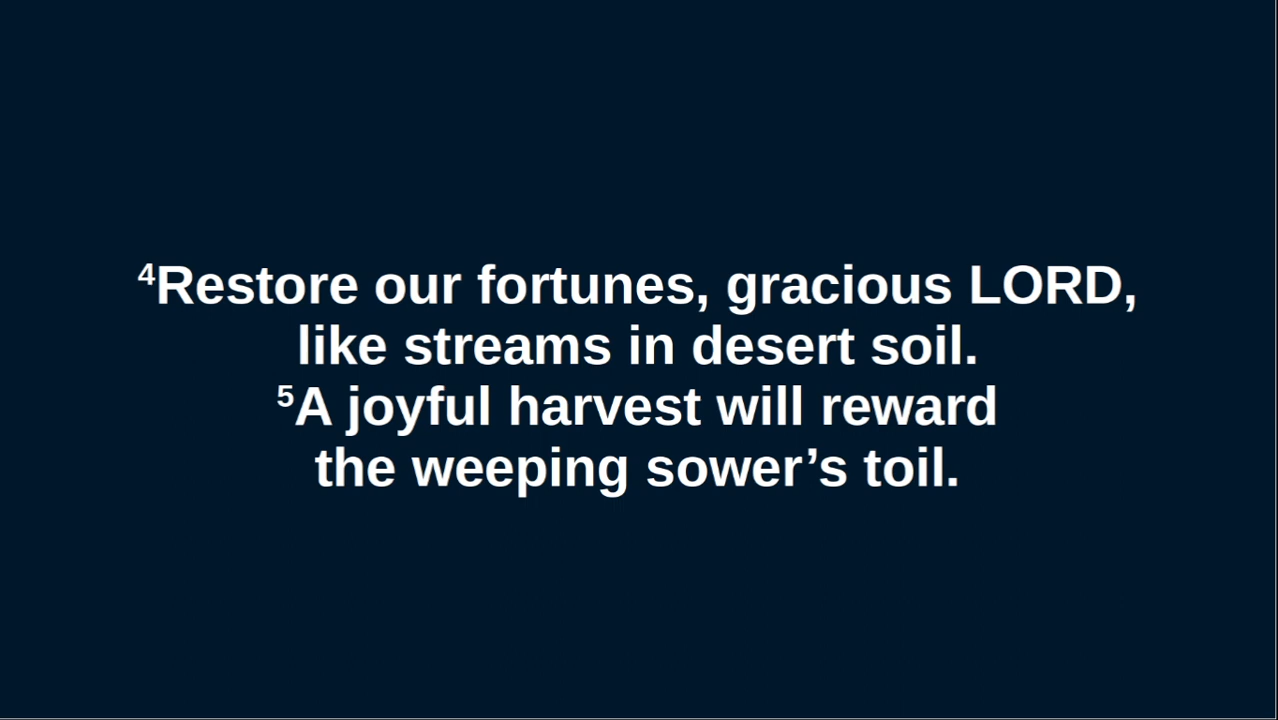 ⁴Restore our fortunes, gracious LORD,
like streams in desert soil.
⁵A joyful harvest will reward
the weeping sower’s toil.